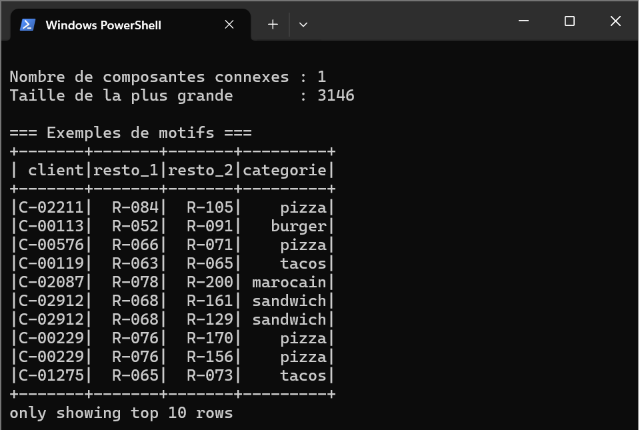 Windows PowerShell
Nombre de composantes connexes : 1
Taille de la plus grande       : 3146
=== Exemples de motifs ===
+-------+-------+-------+---------+
| client|resto_1|resto_2|categorie|
+-------+-------+-------+---------+
|C-02211|  R-084|  R-105|    pizza|
|C-00113|  R-052|  R-091|   burger|
|C-00576|  R-066|  R-071|    pizza|
|C-00119|  R-063|  R-065|    tacos|
|C-02087|  R-078|  R-200| marocain|
|C-02912|  R-068|  R-161| sandwich|
|C-02912|  R-068|  R-129| sandwich|
|C-00229|  R-076|  R-170|    pizza|
|C-00229|  R-076|  R-156|    pizza|
|C-01275|  R-065|  R-073|    tacos|
+-------+-------+-------+---------+
only showing top 10 rows